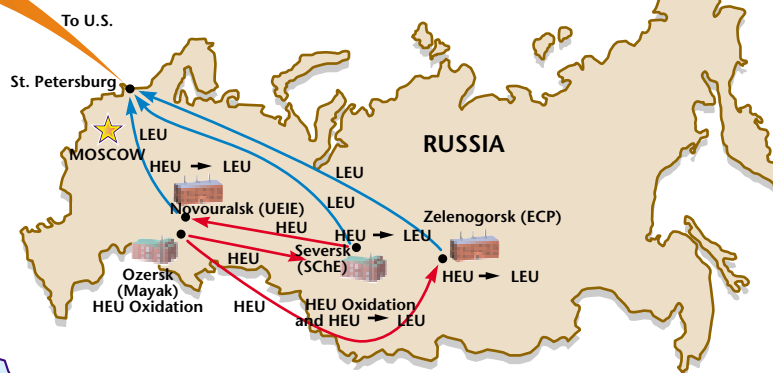 To U.S.
St. Petersburg
LEU
MOSCOW
RUSSIA
HEU → LEU
LEU
LEU
Novouralsk (UEIE)
Zelenogorsk (ECP)
HEU
HEU → LEU
Seversk
(SChE)
HEU
HEU → LEU
Ozersk
(Mayak)
HEU Oxidation
HEU
HEU Oxidation
and HEU → LEU